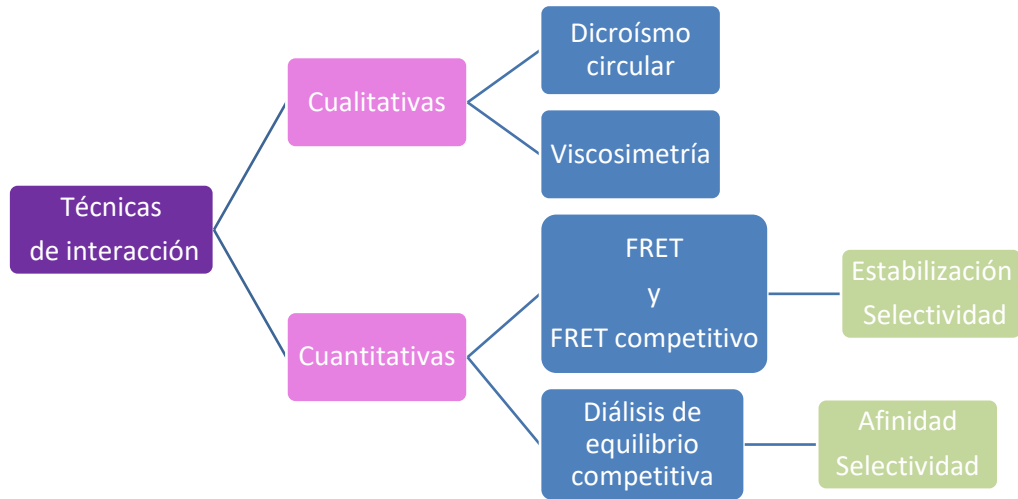 Técnicas
de interacción
Cualitativas
Dicroísmo
circular
Viscosimetría
Cuantitativas
FRET
y
FRET competitivo
Estabilización
Selectividad
Diálisis de
equilibrio
competitiva
Afinidad
Selectividad